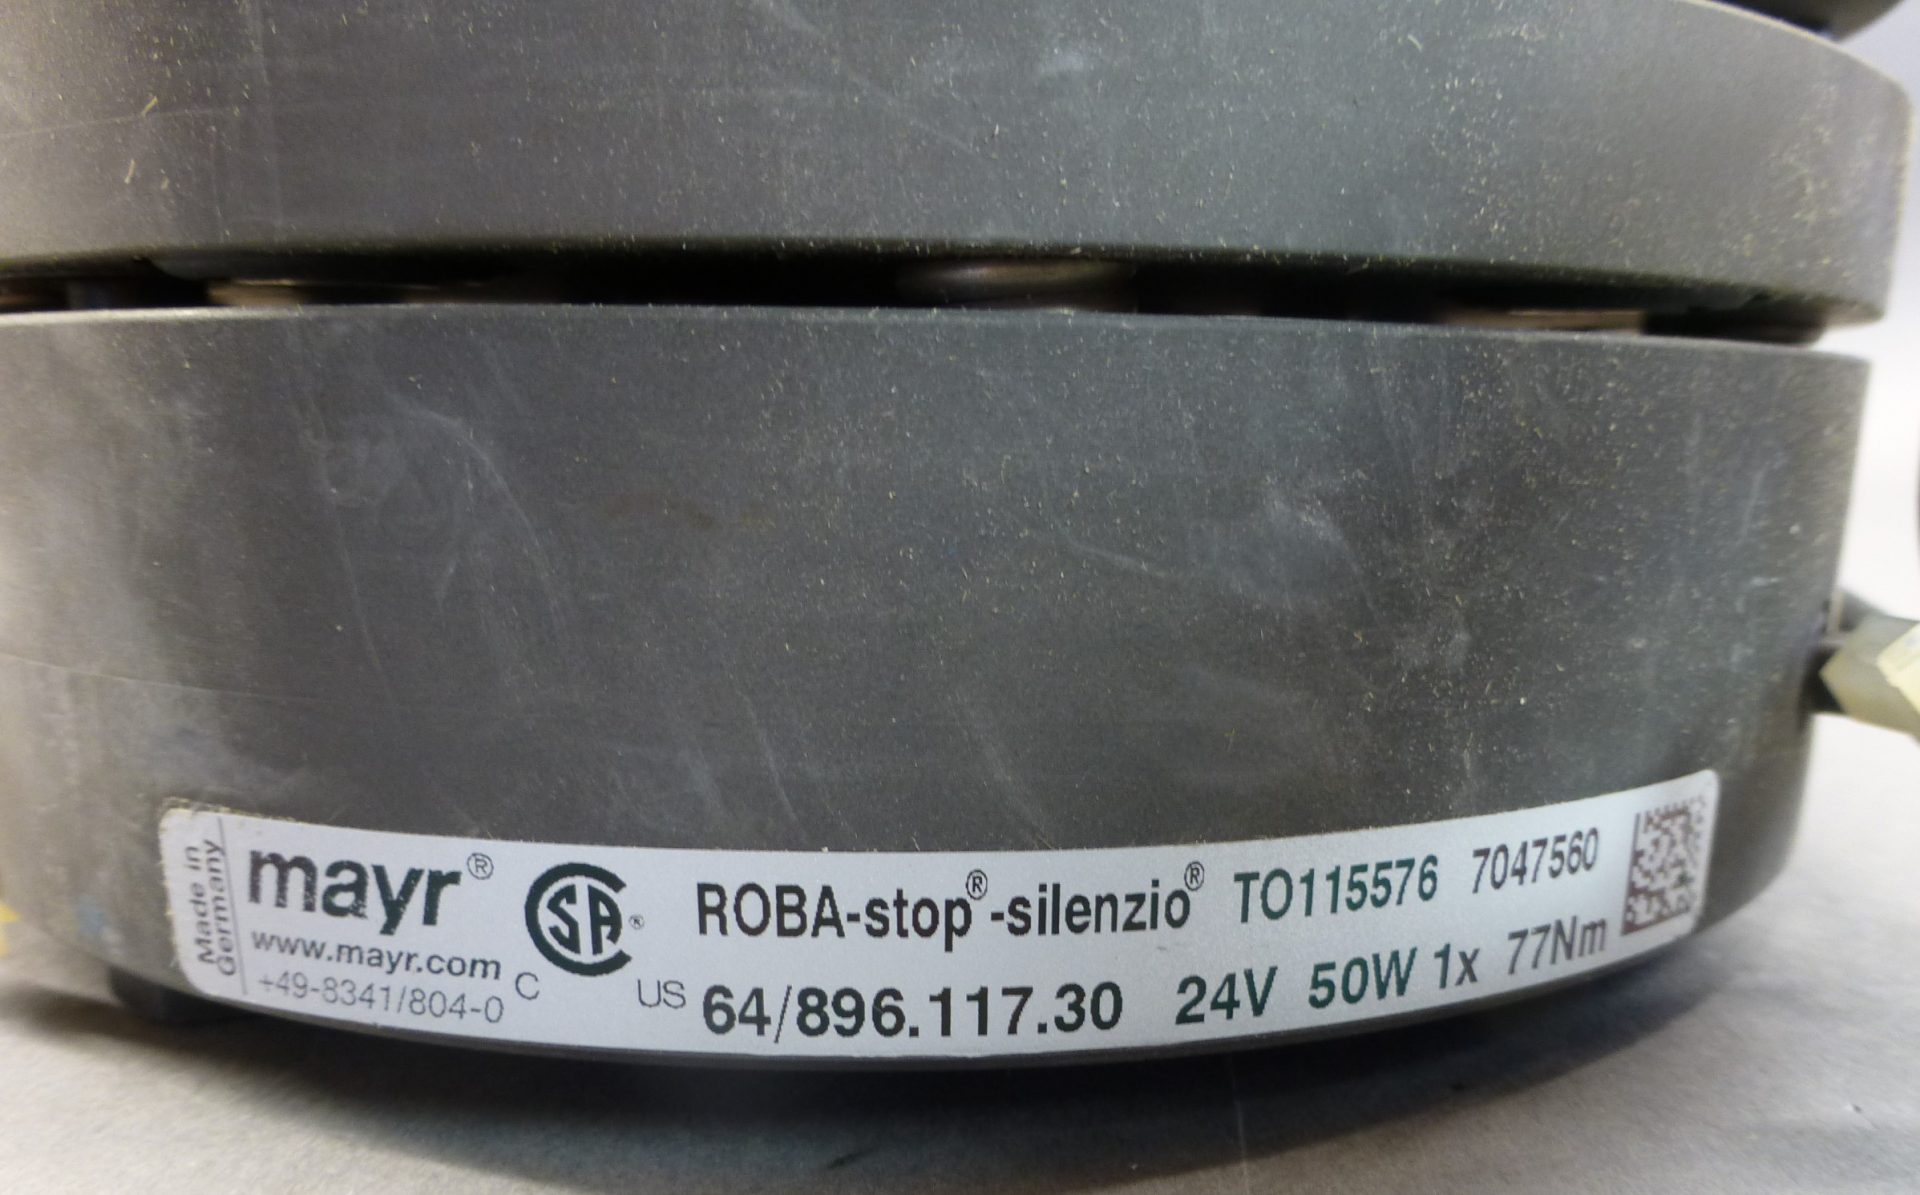 Made in
Germany
mayr®
www.mayr.com
+49-8341/804-0
C SA® US
ROBA-stop®-silenzio® TO115576 7047560
64/896.117.30 24V 50W 1x 77Nm